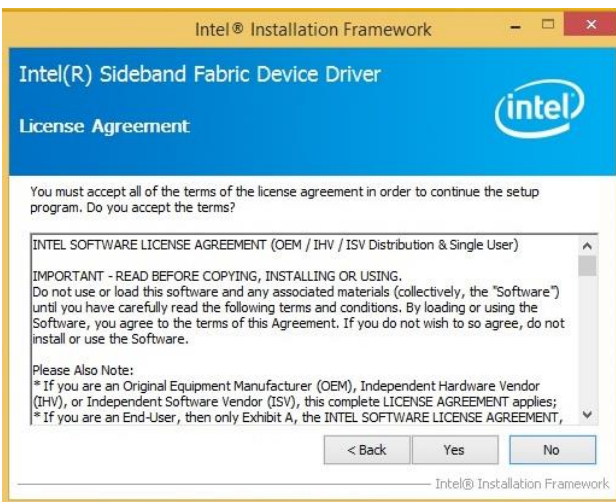 Intel® Installation Framework
Intel(R) Sideband Fabric Device Driver
License Agreement
intel
You must accept all of the terms of the license agreement in order to continue the setup
program. Do you accept the terms?
INTEL SOFTWARE LICENSE AGREEMENT (OEM / IHV / ISV Distribution & Single User)
IMPORTANT - READ BEFORE COPYING, INSTALLING OR USING.
Do not use or load this software and any associated materials (collectively, the "Software")
until you have carefully read the following terms and conditions. By loading or using the
Software, you agree to the terms of this Agreement. If you do not wish to so agree, do not
install or use the Software.
Please Also Note:
* If you are an Original Equipment Manufacturer (OEM), Independent Hardware Vendor
(IHV), or Independent Software Vendor (ISV), this complete LICENSE AGREEMENT applies;
* If you are an End-User, then only Exhibit A, the INTEL SOFTWARE LICENSE AGREEMENT,
< Back Yes No
Intel® Installation Framework